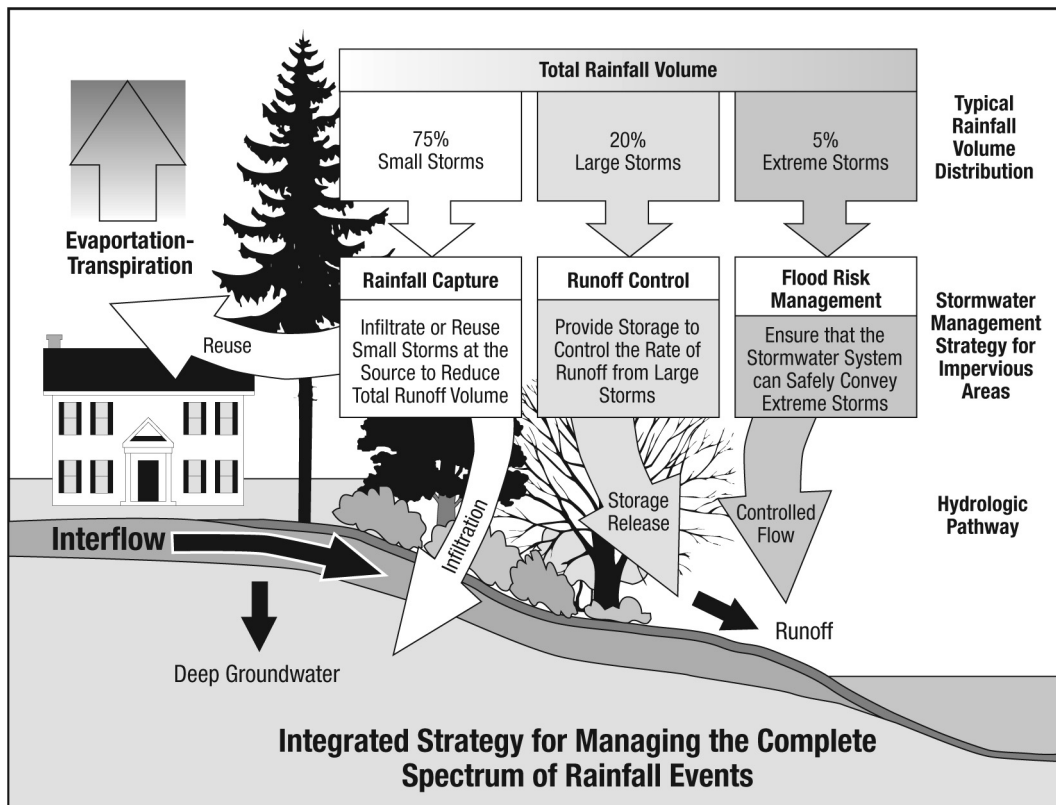 Total Rainfall Volume
75%
Small Storms
20%
Large Storms
5%
Extreme Storms
Typical
Rainfall
Volume
Distribution
Evaportation-
Transpiration
Rainfall Capture
Infiltrate or Reuse
Small Storms at the
Source to Reduce
Total Runoff Volume
Runoff Control
Provide Storage to
Control the Rate of
Runoff from Large
Storms
Flood Risk
Management
Ensure that the
Stormwater System
can Safely Convey
Extreme Storms
Stormwater
Management
Strategy for
Impervious
Areas
Reuse
Infiltration
Storage
Release
Controlled
Flow
Hydrologic
Pathway
Interflow
Runoff
Deep Groundwater
Integrated Strategy for Managing the Complete
Spectrum of Rainfall Events